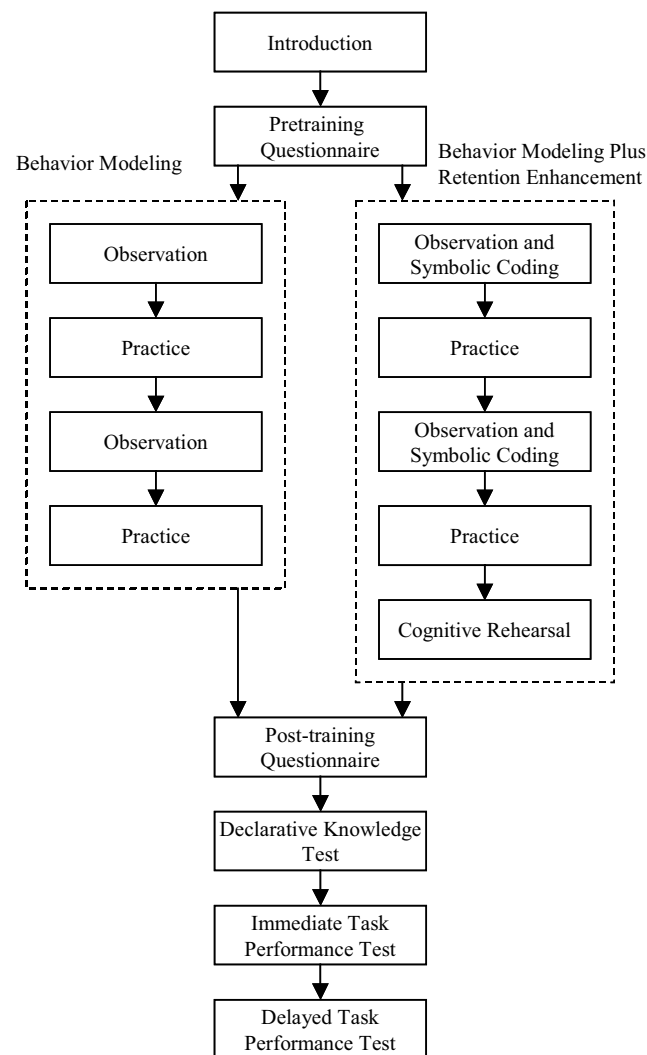 Introduction
Pretraining
Questionnaire
Behavior Modeling
Behavior Modeling Plus
Retention Enhancement
Observation
Practice
Observation
Practice
Observation and
Symbolic Coding
Practice
Observation and
Symbolic Coding
Practice
Cognitive Rehearsal
Post-training
Questionnaire
Declarative Knowledge
Test
Immediate Task
Performance Test
Delayed Task
Performance Test